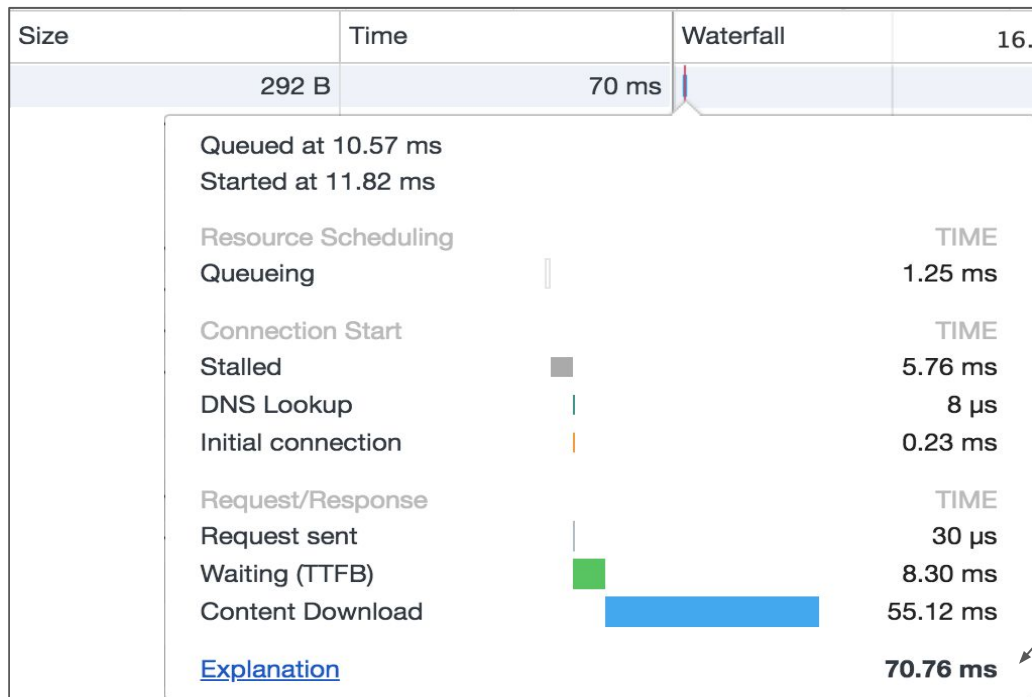 Size Time Waterfall 16.
292 B 70 ms
Queued at 10.57 ms
Started at 11.82 ms
Resource Scheduling TIME
Queueing 1.25 ms
Connection Start TIME
Stalled 5.76 ms
DNS Lookup 8 µs
Initial connection 0.23 ms
Request/Response TIME
Request sent 30 µs
Waiting (TTFB) 8.30 ms
Content Download 55.12 ms
Explanation 70.76 ms